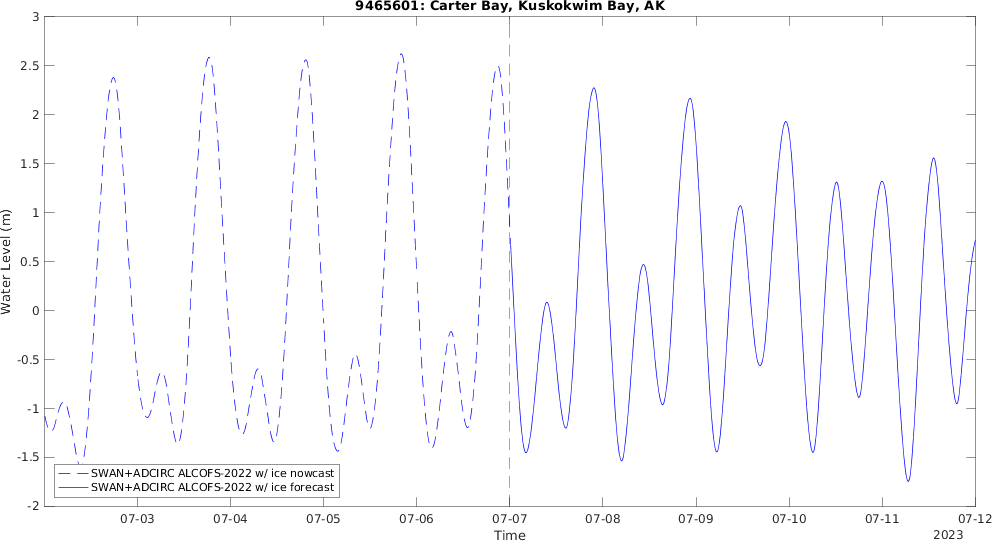 9465601: Carter Bay, Kuskokwim Bay, AK
3
2.5
2
1.5
1
0.5
0
-0.5
-1
-1.5
-2
Water Level (m)
SWAN+ADCIRC ALCOFS-2022 w/ ice nowcast
SWAN+ADCIRC ALCOFS-2022 w/ ice forecast
07-03 07-04 07-05 07-06 07-07 07-08 07-09 07-10 07-11 07-12
Time
2023